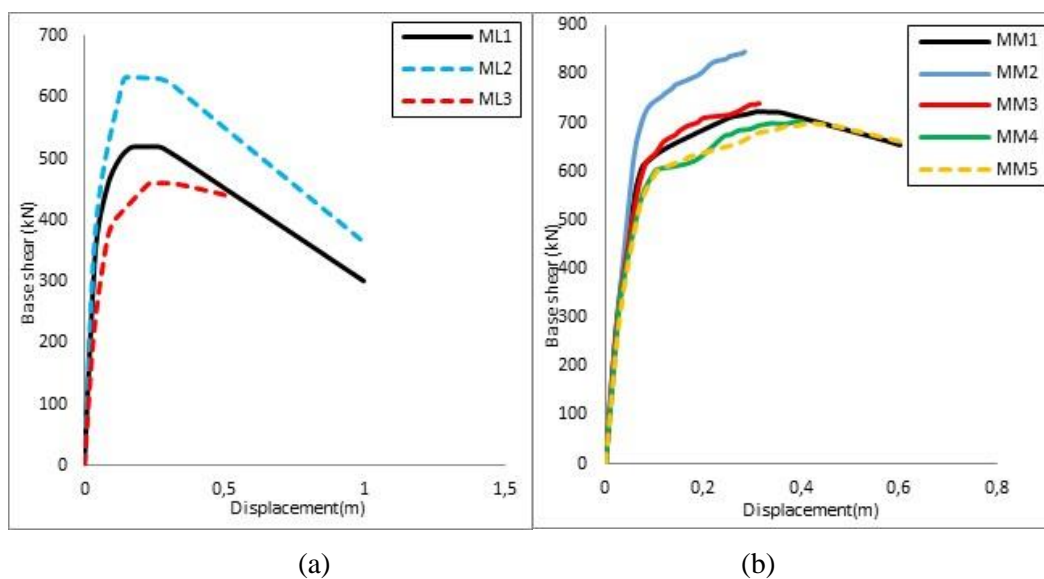 700
600
500
400
300
200
100
0
Base shear (kN)
0
0,5
1
1,5
Displacement(m)
ML1
ML2
ML3
(a)
900
800
700
600
500
400
300
200
100
0
Base shear (kN)
0
0,2
0,4
0,6
0,8
Displacement(m)
MM1
MM2
MM3
MM4
MM5
(b)